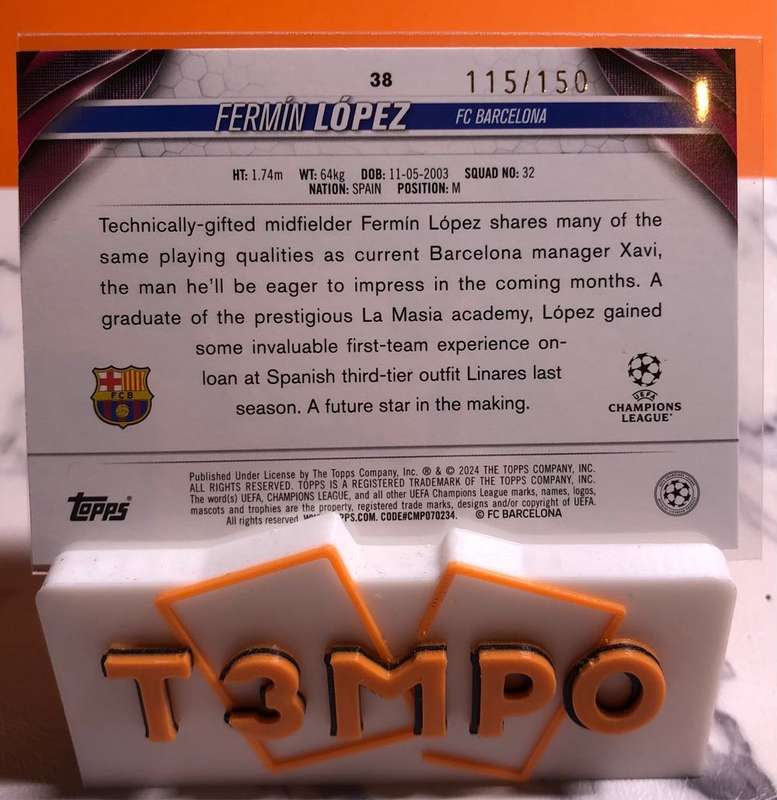 38
115/150
FERMÍN LÓPEZ
FC BARCELONA
HT: 1.74m WT: 64kg DOB: 11-05-2003 SQUAD NO: 32
NATION: SPAIN POSITION: M
Technically-gifted midfielder Fermín López shares many of the
same playing qualities as current Barcelona manager Xavi,
the man he'll be eager to impress in the coming months. A
graduate of the prestigious La Masia academy, López gained
some invaluable first-team experience on-
loan at Spanish third-tier outfit Linares last
season. A future star in the making.
FCB
UEFA
CHAMPIONS
LEAGUE
Topps
Published Under License by The Topps Company, Inc. ® & © 2024 THE TOPPS COMPANY, INC.
ALL RIGHTS RESERVED. TOPPS IS A REGISTERED TRADEMARK OF THE TOPPS COMPANY, INC.
The word(s) UEFA, CHAMPIONS LEAGUE, and all other UEFA Champions League marks, names, logos,
mascots and trophies are the property, registered trade marks, designs and/or copyright of UEFA.
All rights reserved. CODE#CMP070234. © FC BARCELONA
T3MPO